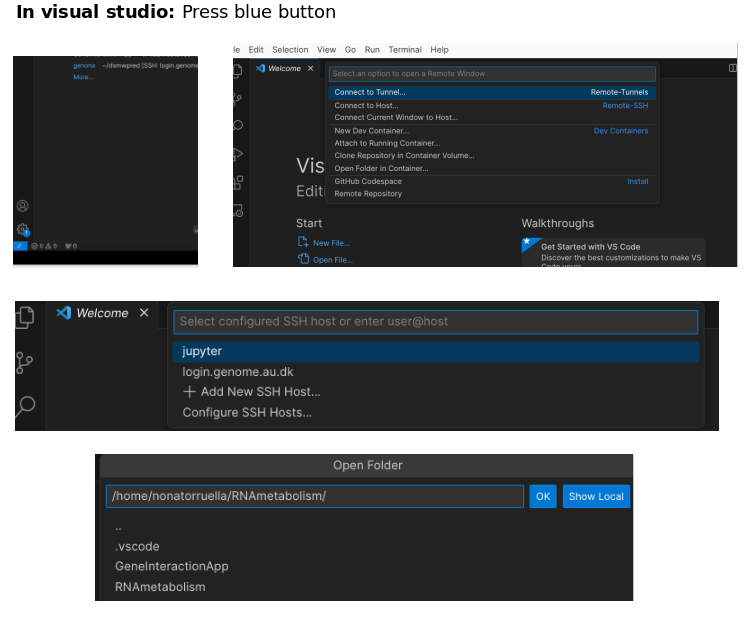 In visual studio: Press blue button
genona ~/dsmwpred [SSH: login.genome
More...
1
0 0 0
le Edit Selection View Go Run Terminal Help
Welcome
Select an option to open a Remote Window
Connect to Tunnel... Remote-Tunnels
Connect to Host... Remote-SSH
Connect Current Window to Host...
New Dev Container... Dev Containers
Attach to Running Container...
Clone Repository in Container Volume...
Open Folder in Container...
GitHub Codespace Install
Remote Repository
Vis
Editi
Start
New File...
Open File...
Walkthroughs
Get Started with VS Code
Discover the best customizations to make VS
Code yours
Welcome
Select configured SSH host or enter user@host
jupyter
login.genome.au.dk
+ Add New SSH Host...
Configure SSH Hosts...
Open Folder
/home/nonatorruella/RNAmetabolism/ OK Show Local
..
.vscode
GeneInteractionApp
RNAmetabolism